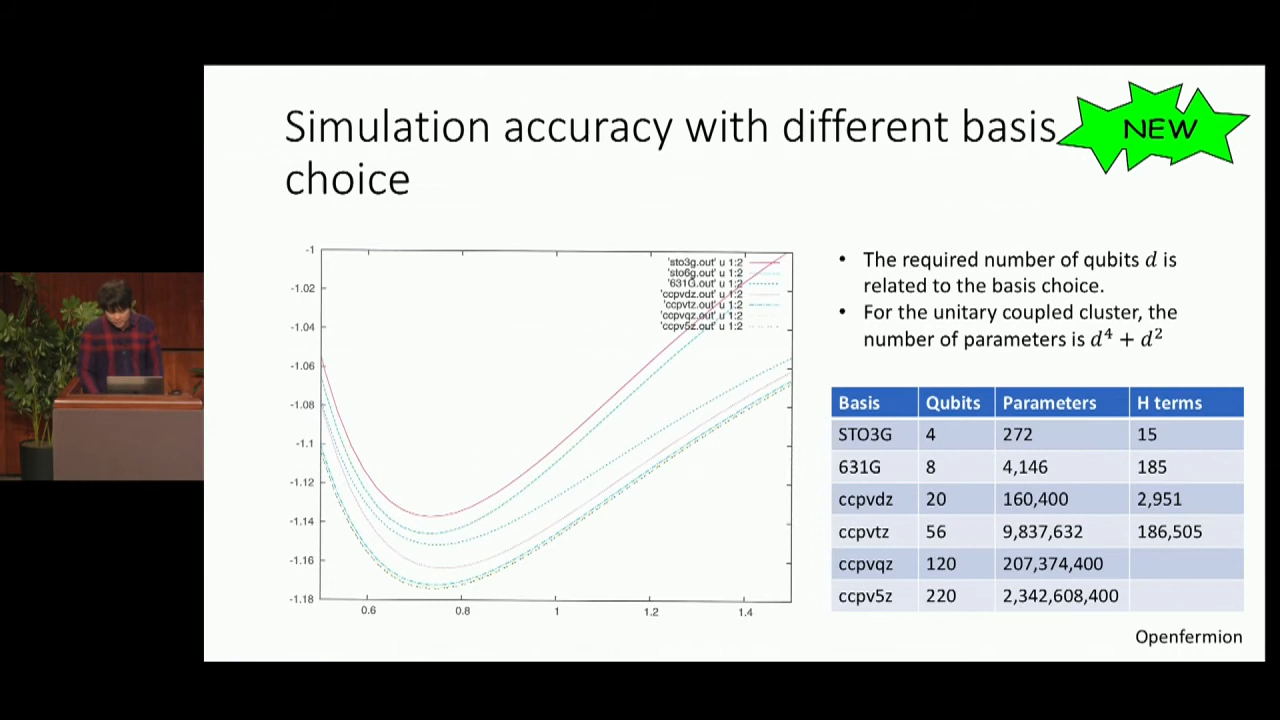 Simulation accuracy with different basis
choice
NEW
-1
-1.02
-1.04
-1.06
-1.08
-1.1
-1.12
-1.14
-1.16
-1.18
0.6 0.8 1 1.2 1.4
'sto3g.out' u 1:2
'sto6g.out' u 1:2
'631G.out' u 1:2
'ccpvdz.out' u 1:2
'ccpvtz.out' u 1:2
'ccpvqz.out' u 1:2
'ccpv5z.out' u 1:2
• The required number of qubits d is
related to the basis choice.
• For the unitary coupled cluster, the
number of parameters is d⁴ + d²
Basis Qubits Parameters H terms
STO3G 4 272 15
631G 8 4,146 185
ccpvdz 20 160,400 2,951
ccpvtz 56 9,837,632 186,505
ccpvqz 120 207,374,400
ccpv5z 220 2,342,608,400
Openfermion